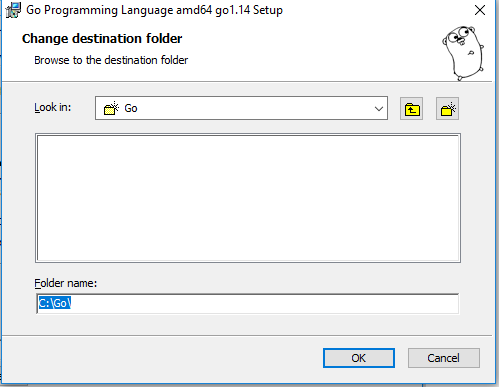 Go Programming Language amd64 go1.14 Setup
Change destination folder
Browse to the destination folder
Look in:
Go
Folder name:
C:\Go\
OK
Cancel